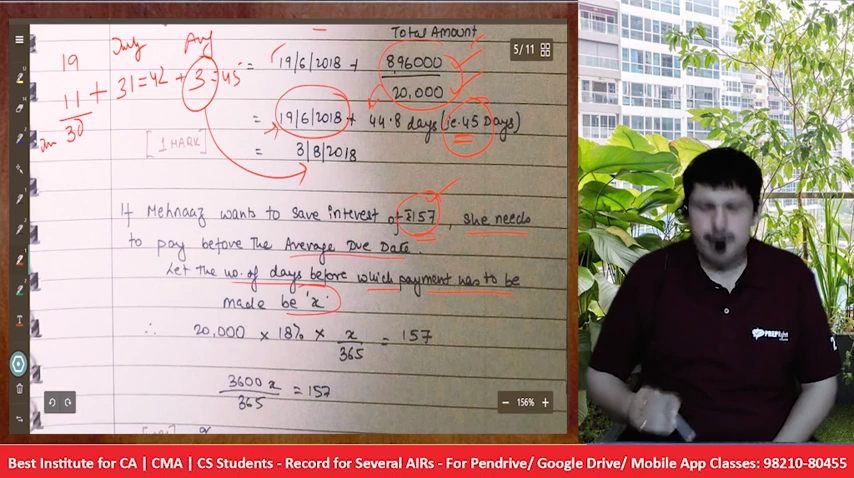 Total Amount
5/11
19 July Aug
11 + 31=42 + 3=45
30
= 19/6/2018 + 896000
20,000
= 19/6/2018 + 44.8 days (ie.45 Days)
[1 MARK]
= 3/8/2018
If Mehnaaz wants to save interest of ₹157, she needs
to pay before The Average Due Date.
Let the no. of days before which payment has to be
made be 'x'.
∴ 20,000 × 18% × x/365 = 157
3600x/365 = 157
156%
PREPlight
Best Institute for CA | CMA | CS Students - Record for Several AIRs - For Pendrive/ Google Drive/ Mobile App Classes: 98210-80455